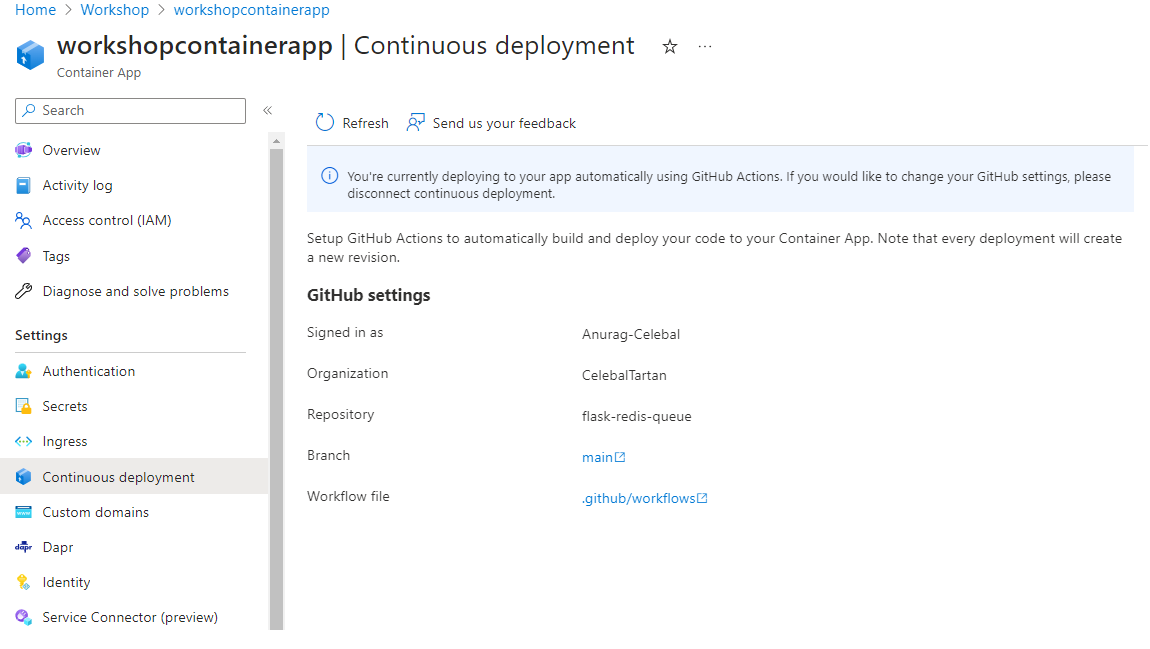 Home > Workshop > workshopcontainerapp
workshopcontainerapp | Continuous deployment
Container App
Search
Overview
Activity log
Access control (IAM)
Tags
Diagnose and solve problems
Settings
Authentication
Secrets
Ingress
Continuous deployment
Custom domains
dapr Dapr
Identity
Service Connector (preview)
Refresh Send us your feedback
You're currently deploying to your app automatically using GitHub Actions. If you would like to change your GitHub settings, please
disconnect continuous deployment.
Setup GitHub Actions to automatically build and deploy your code to your Container App. Note that every deployment will create
a new revision.
GitHub settings
Signed in as Anurag-Celebal
Organization CelebalTartan
Repository flask-redis-queue
Branch main
Workflow file .github/workflows